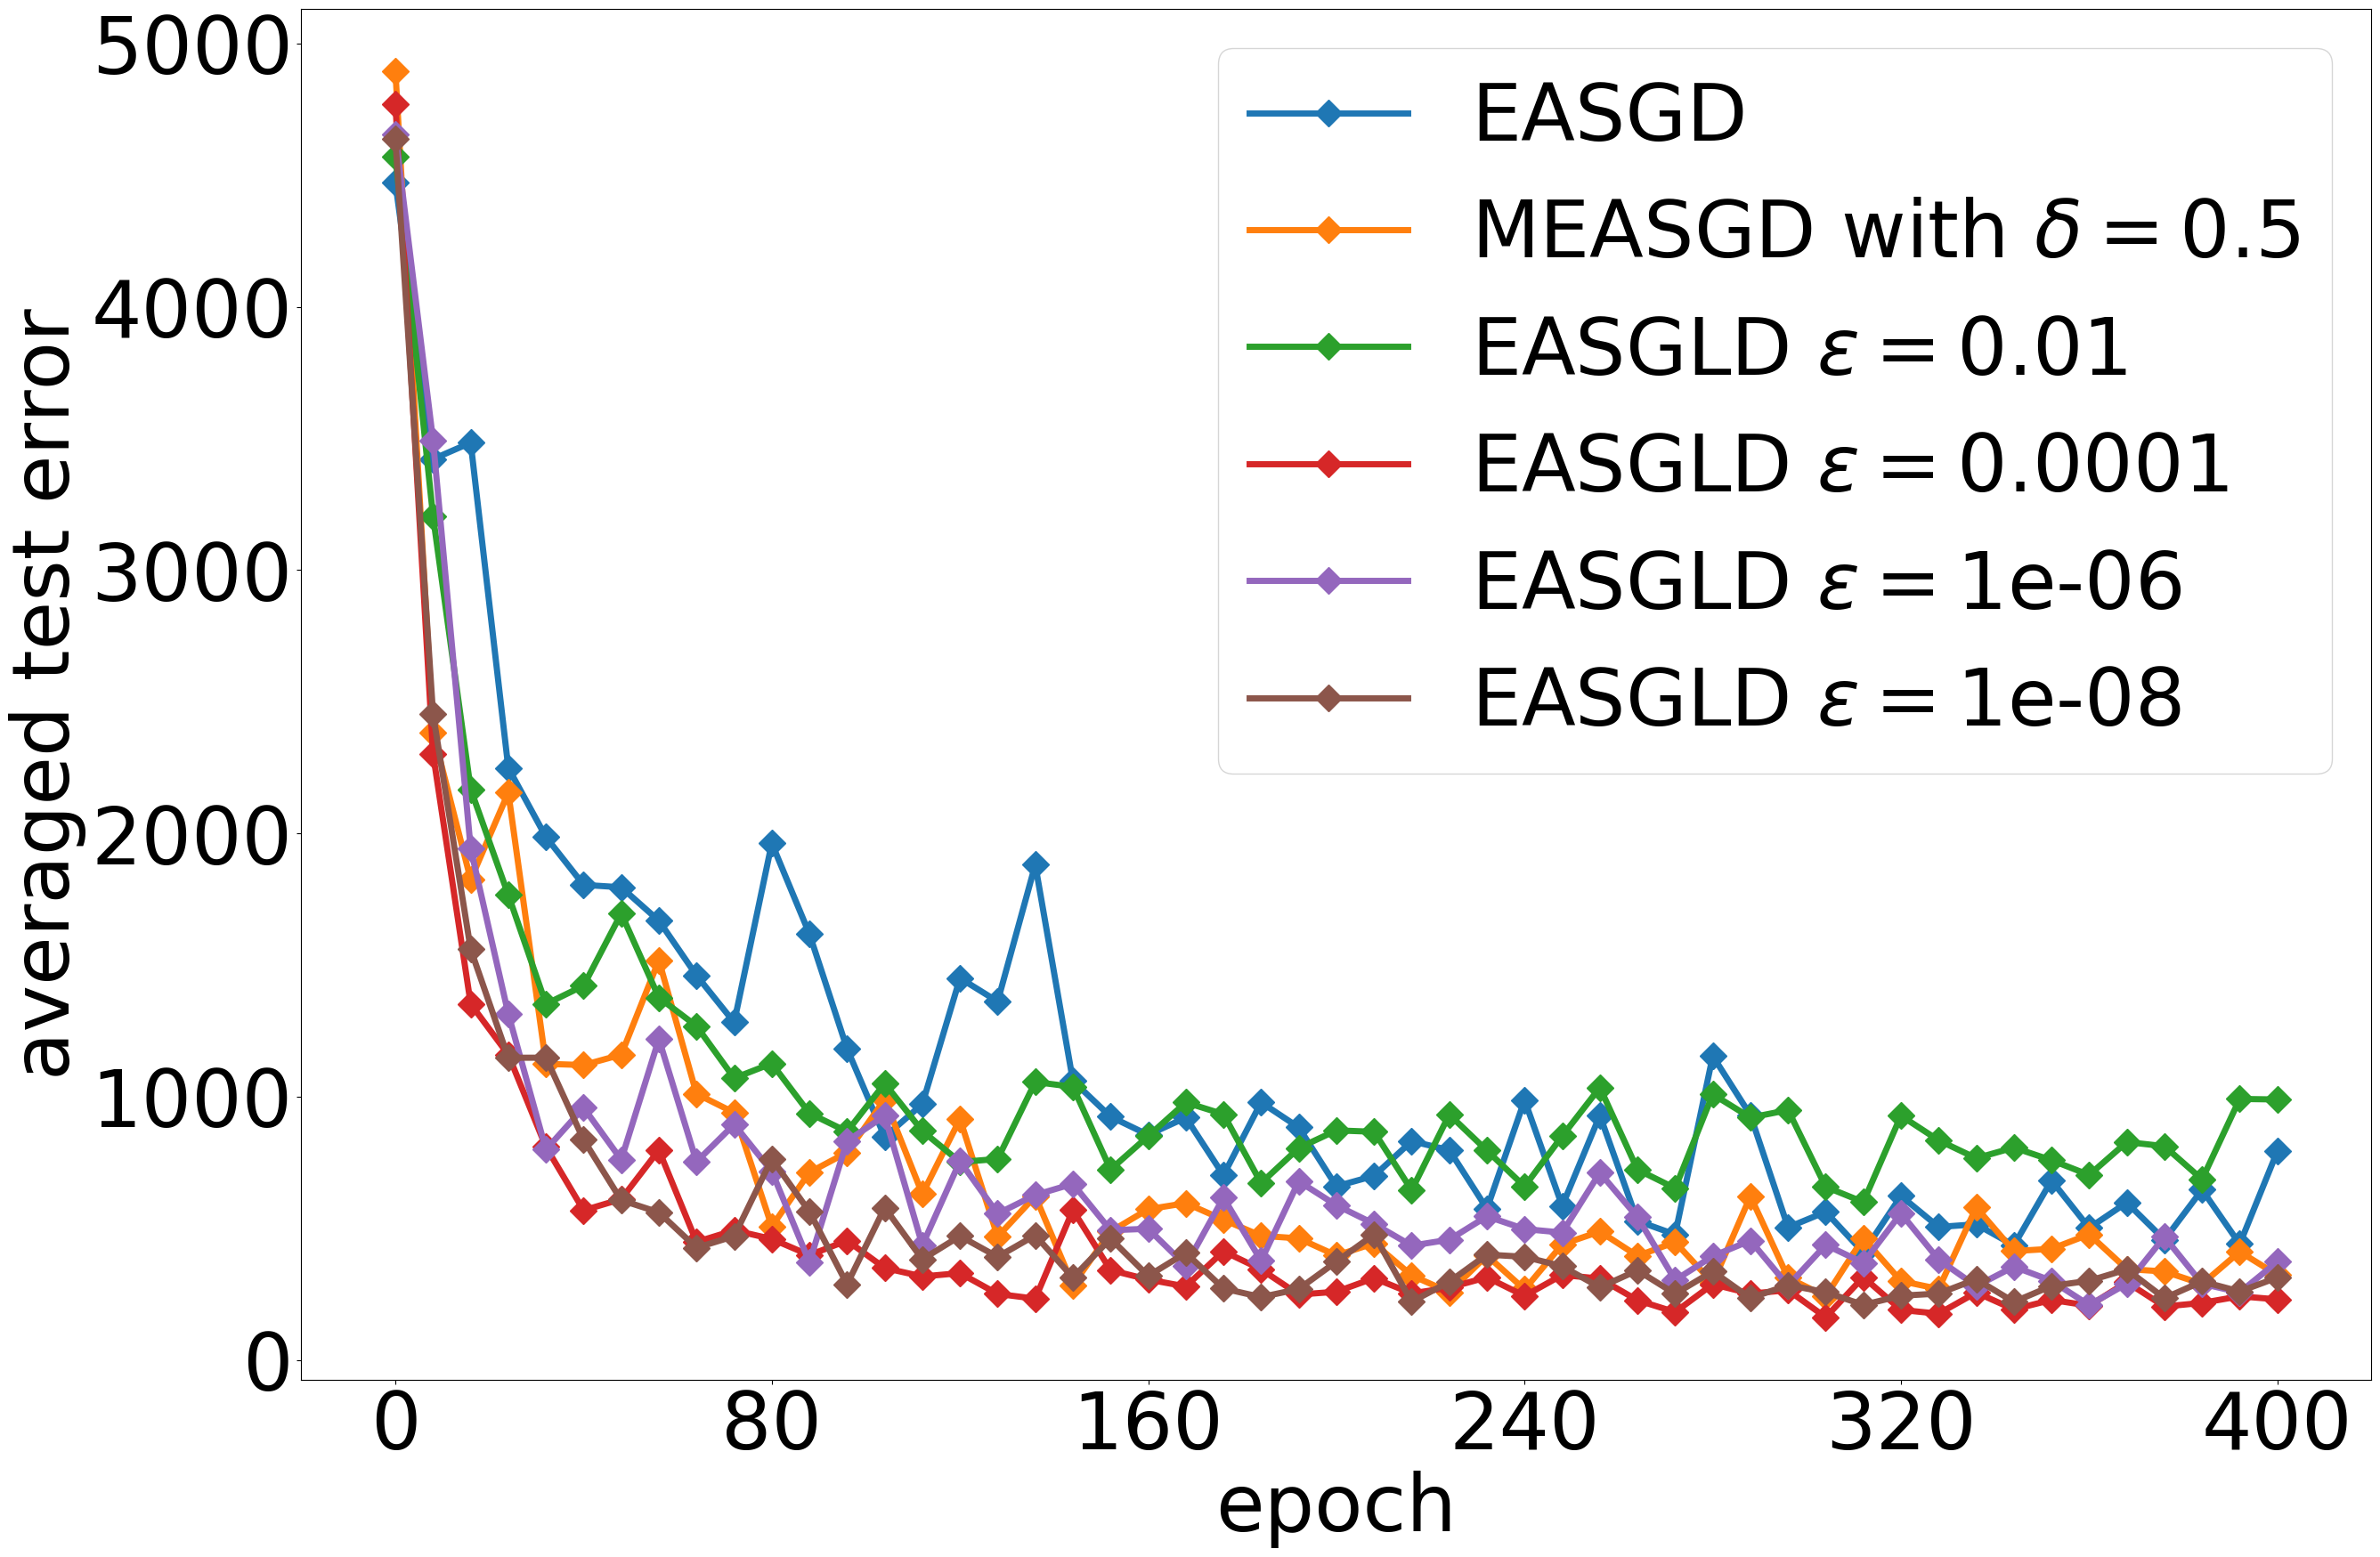 averaged test error
5000
4000
3000
2000
1000
0
EASGD
MEASGD with δ = 0.5
EASGLD ε = 0.01
EASGLD ε = 0.0001
EASGLD ε = 1e-06
EASGLD ε = 1e-08
0 80 160 240 320 400
epoch